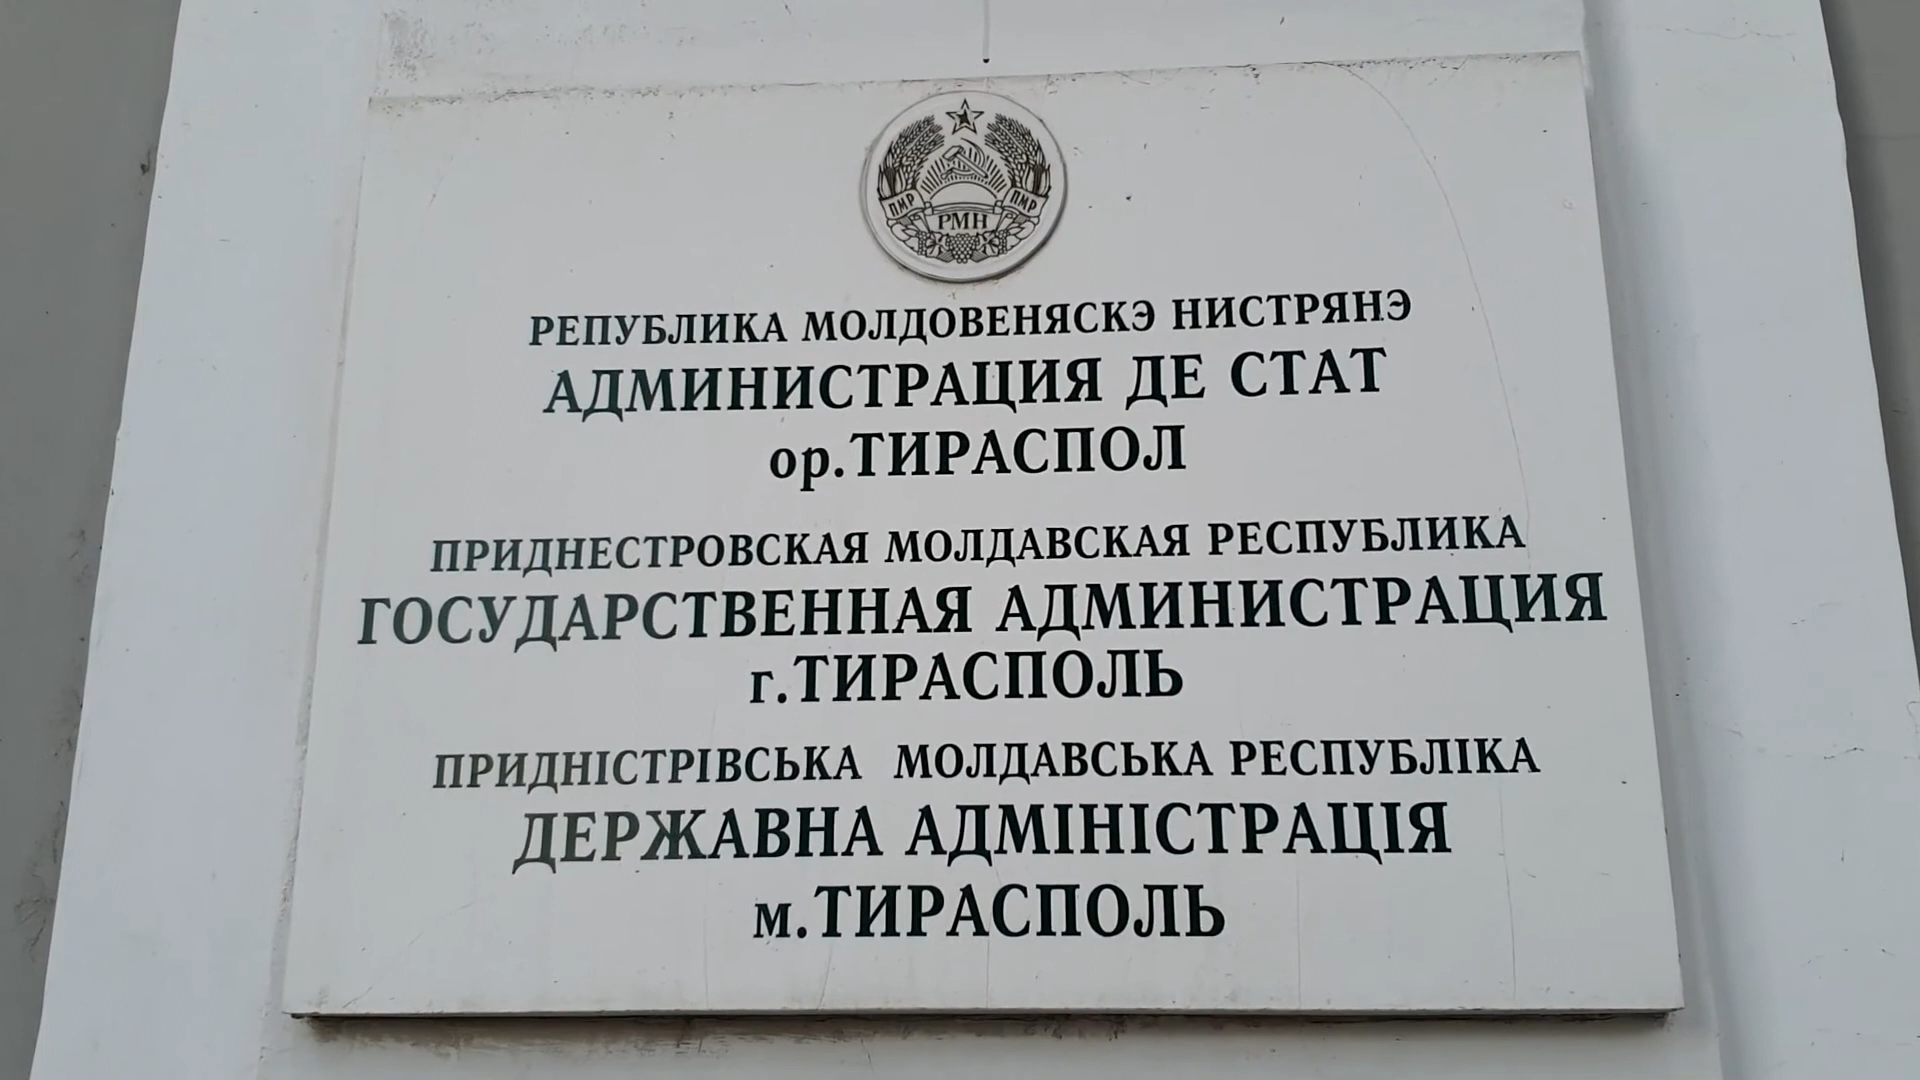 ПМР
РМН
ПМР
РЕПУБЛИКА МОЛДОВЕНЯСКЭ НИСТРЯНЭ
АДМИНИСТРАЦИЯ ДЕ СТАТ
ор.ТИРАСПОЛ
ПРИДНЕСТРОВСКАЯ МОЛДАВСКАЯ РЕСПУБЛИКА
ГОСУДАРСТВЕННАЯ АДМИНИСТРАЦИЯ
г.ТИРАСПОЛЬ
ПРИДНІСТРІВСЬКА МОЛДАВСЬКА РЕСПУБЛІКА
ДЕРЖАВНА АДМІНІСТРАЦІЯ
м.ТИРАСПОЛЬ